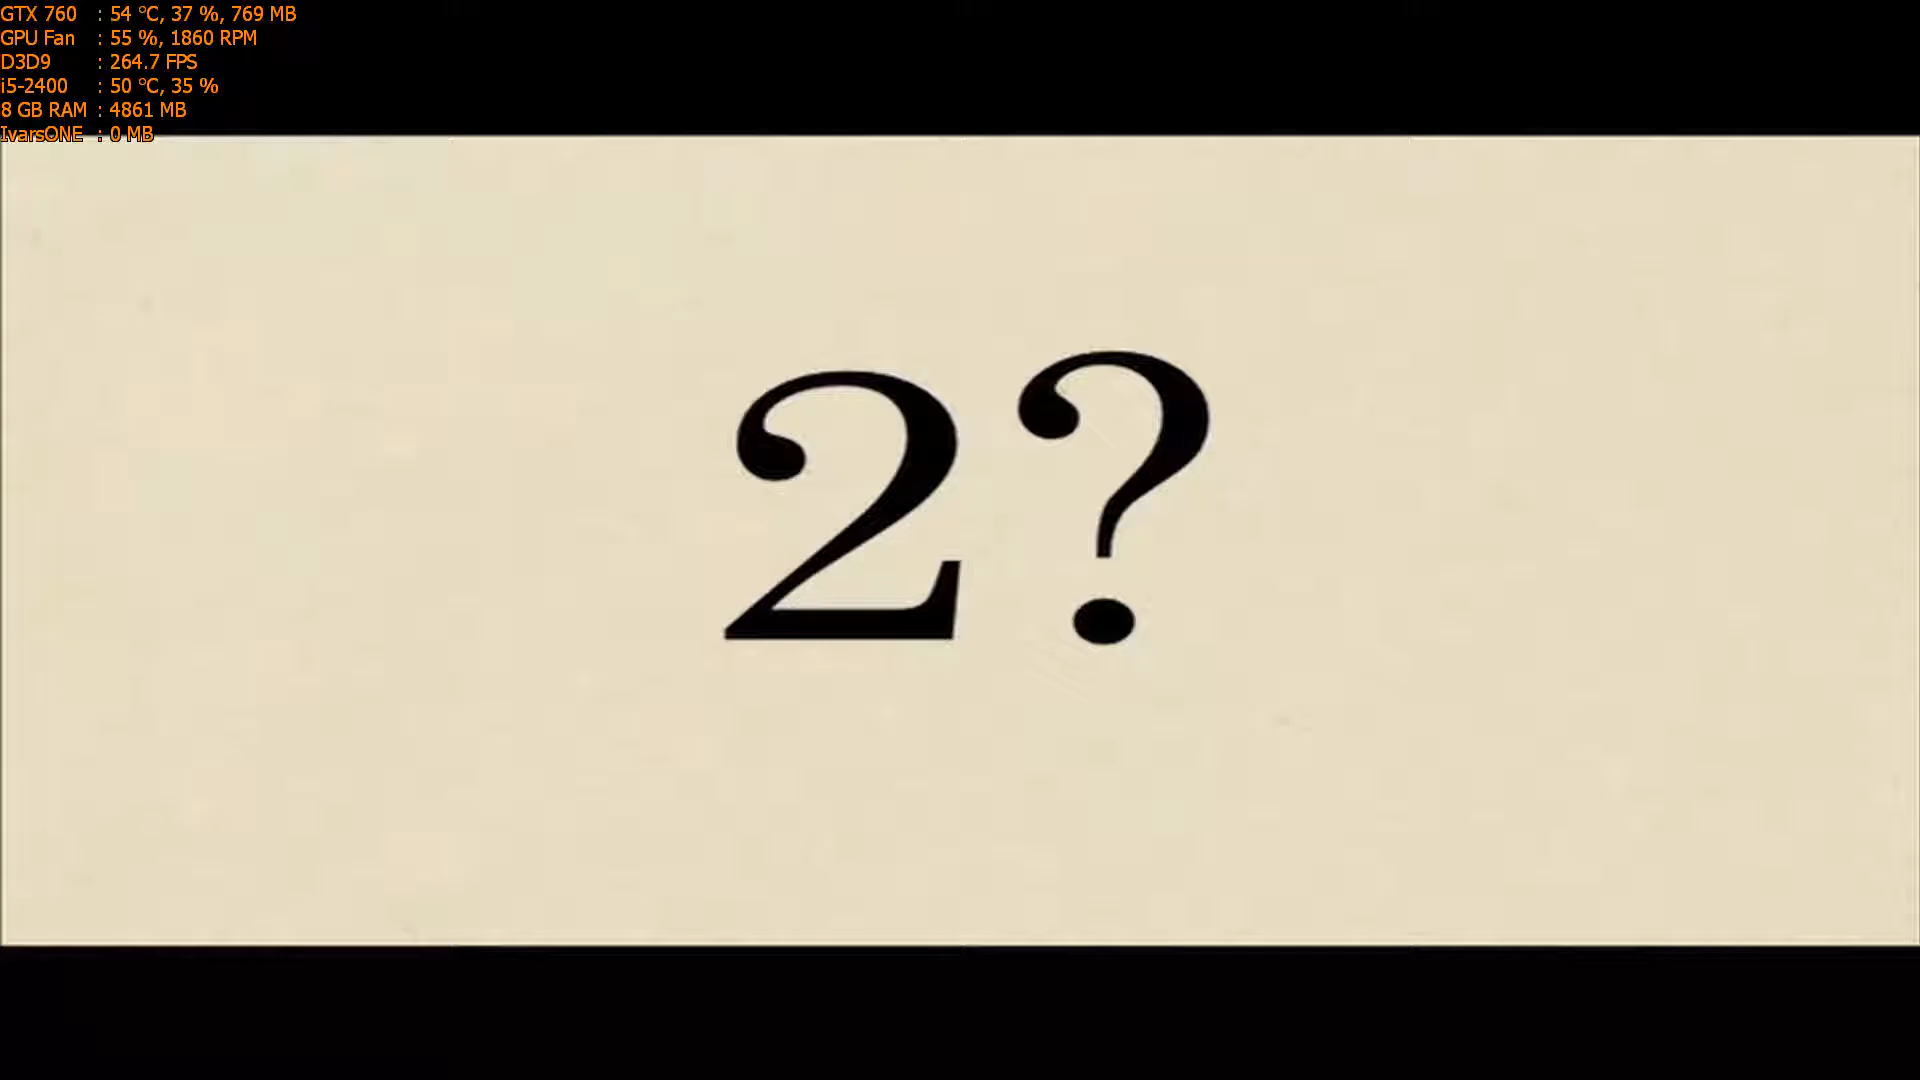 GTX 760 : 54 °C, 37 %, 769 MB
GPU Fan : 55 %, 1860 RPM
D3D9 : 264.7 FPS
i5-2400 : 50 °C, 35 %
8 GB RAM : 4861 MB
IvarsONE : 0 MB
2?